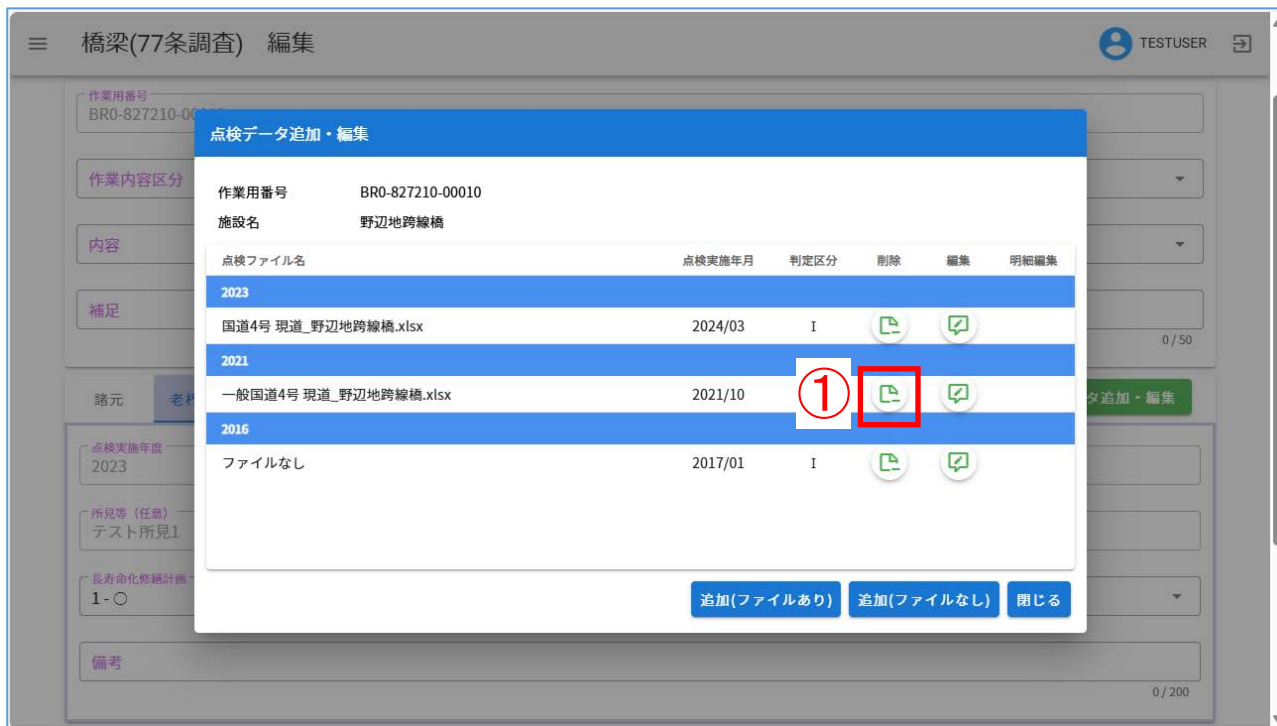 橋梁(77条調査) 編集
TESTUSER
作業用番号
BR0-827210-00
点検データ追加・編集
作業用番号 BR0-827210-00010
施設名 野辺地跨線橋
作業内容区分
内容
補足
0 / 50
点検ファイル名 点検実施年月 判定区分 削除 編集 明細編集
2023
国道4号 現道_野辺地跨線橋.xlsx 2024/03 I
2021
一般国道4号 現道_野辺地跨線橋.xlsx 2021/10 ①
2016
ファイルなし 2017/01 I
追加(ファイルあり) 追加(ファイルなし) 閉じる
諸元 老朽 タ追加・編集
点検実施年度
2023
所見等（任意）
テスト所見1
長寿命化修繕計画
1-○
備考
0 / 200